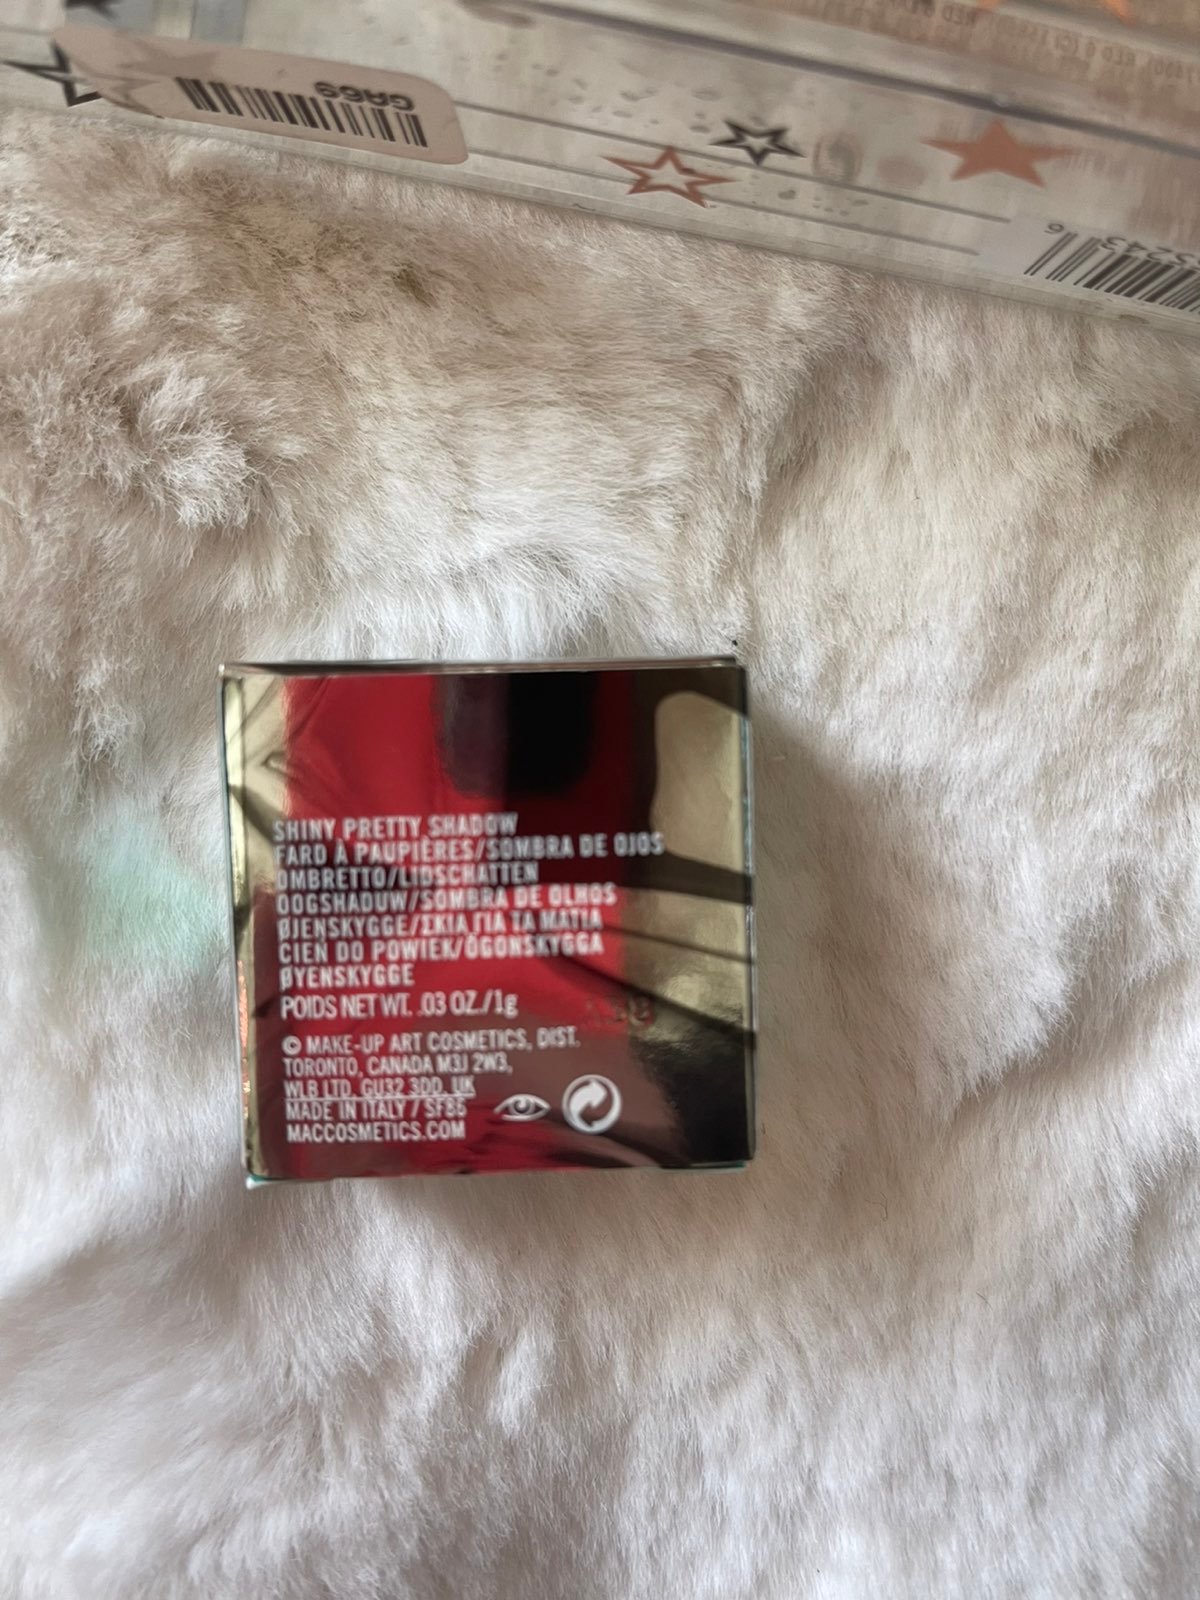 GA69
SHINY PRETTY SHADOW
FARD À PAUPIÈRES/SOMBRA DE OJOS
OMBRETTO/LIDSCHATTEN
OOGSHADUW/SOMBRA DE OLHOS
ØJENSKYGGE/ΣΚΙΑ ΓΙΑ ΤΑ ΜΑΤΙΑ
CIEŃ DO POWIEK/ÖGONSKYGGA
ØYENSKYGGE
POIDS NET WT. .03 OZ./1g
© MAKE-UP ART COSMETICS, DIST.
TORONTO, CANADA M3J 2W3,
WLB LTD. GU32 3DD, UK
MADE IN ITALY / SF86
MACCOSMETICS.COM